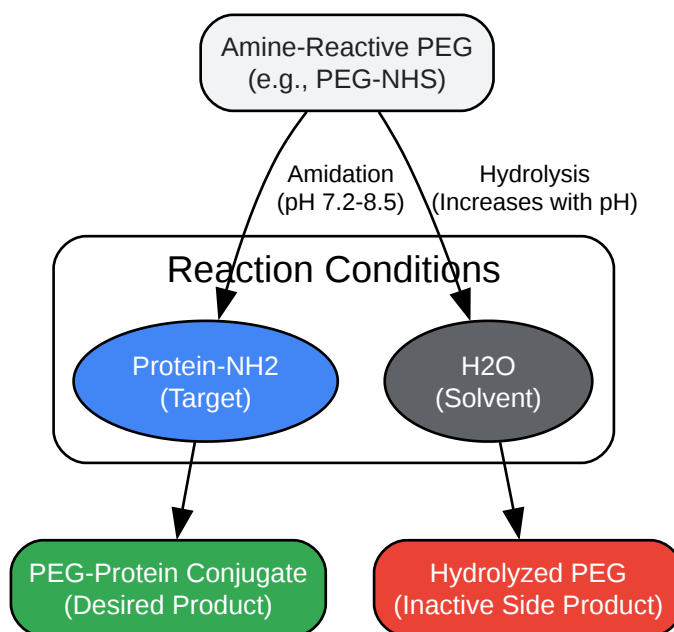 Amine-Reactive PEG
(e.g., PEG-NHS)
Amidation
(pH 7.2-8.5)
Hydrolysis
(Increases with pH)
Reaction Conditions
Protein-NH2
(Target)
H2O
(Solvent)
PEG-Protein Conjugate
(Desired Product)
Hydrolyzed PEG
(Inactive Side Product)